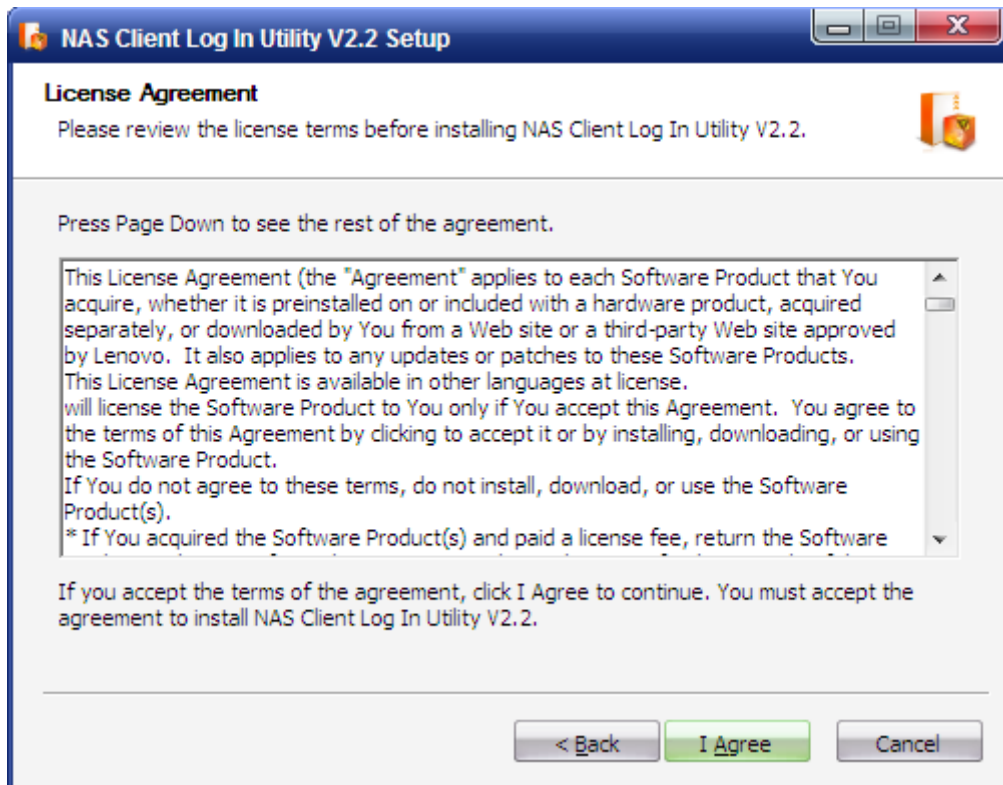 NAS Client Log In Utility V2.2 Setup
License Agreement
Please review the license terms before installing NAS Client Log In Utility V2.2.
Press Page Down to see the rest of the agreement.
This License Agreement (the "Agreement" applies to each Software Product that You
acquire, whether it is preinstalled on or included with a hardware product, acquired
separately, or downloaded by You from a Web site or a third-party Web site approved
by Lenovo.  It also applies to any updates or patches to these Software Products.
This License Agreement is available in other languages at license.
will license the Software Product to You only if You accept this Agreement.  You agree to
the terms of this Agreement by clicking to accept it or by installing, downloading, or using
the Software Product.
If You do not agree to these terms, do not install, download, or use the Software
Product(s).
* If You acquired the Software Product(s) and paid a license fee, return the Software
If you accept the terms of the agreement, click I Agree to continue. You must accept the
agreement to install NAS Client Log In Utility V2.2.
< Back
I Agree
Cancel